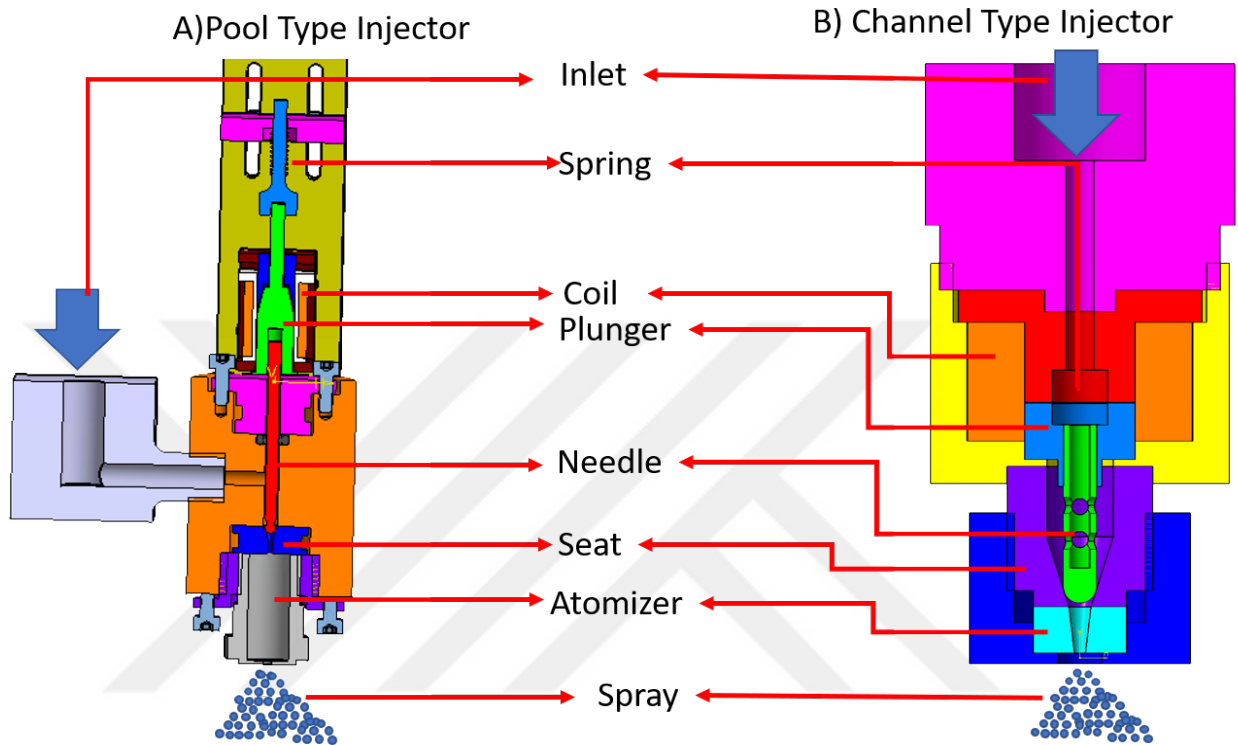 A)Pool Type Injector
B) Channel Type Injector
Inlet
Spring
Coil
Plunger
Needle
Seat
Atomizer
Spray